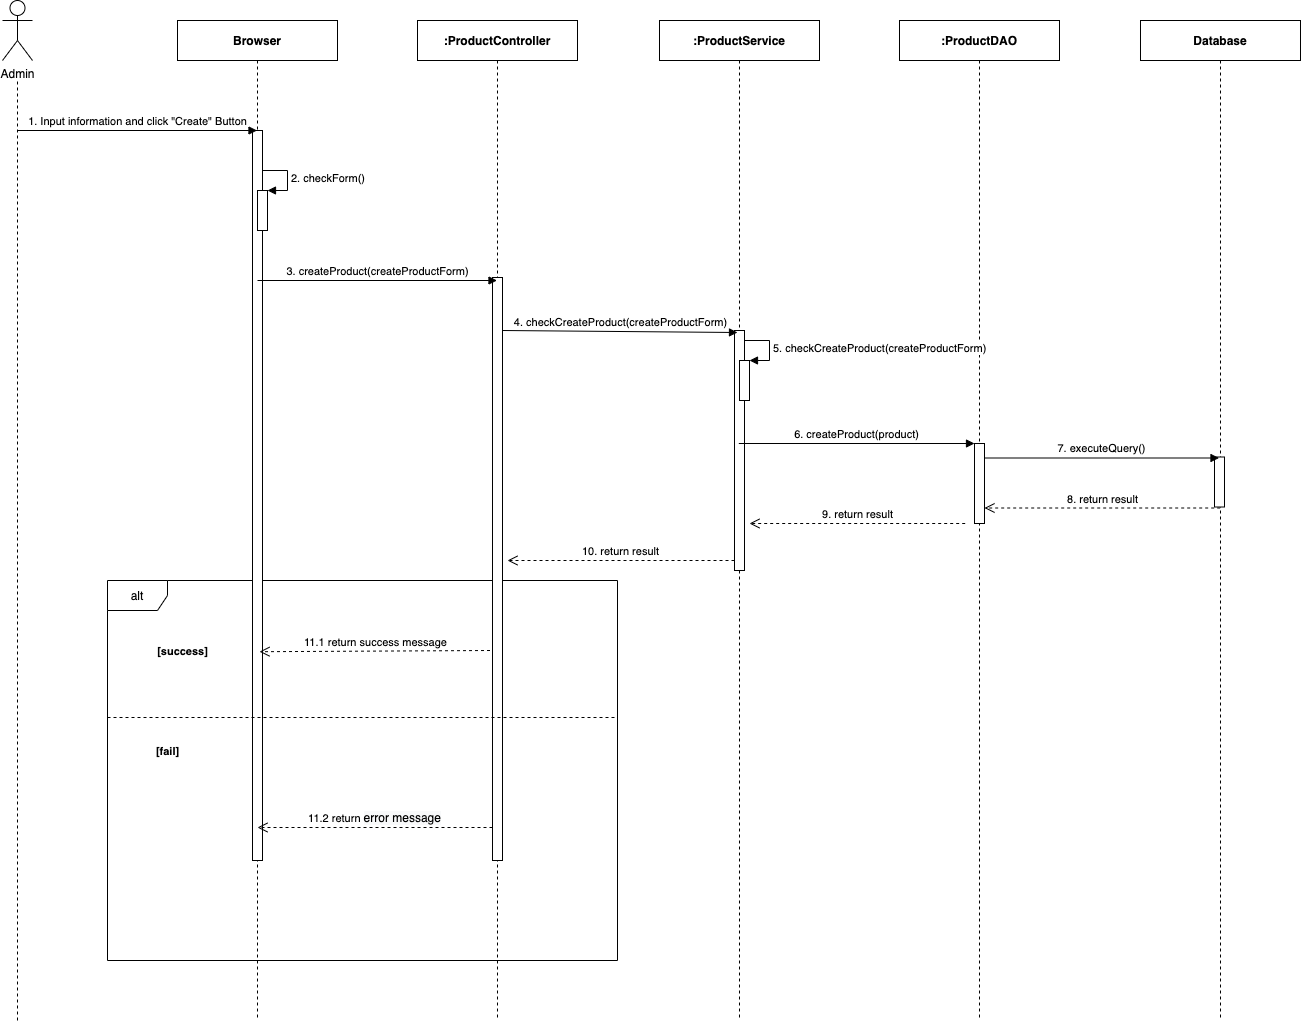 Admin
Browser
:ProductController
:ProductService
:ProductDAO
Database
1. Input information and click "Create" Button
2. checkForm()
3. createProduct(createProductForm)
4. checkCreateProduct(createProductForm)
5. checkCreateProduct(createProductForm)
6. createProduct(product)
7. executeQuery()
8. return result
9. return result
10. return result
alt
[success]
11.1 return success message
[fail]
11.2 return error message